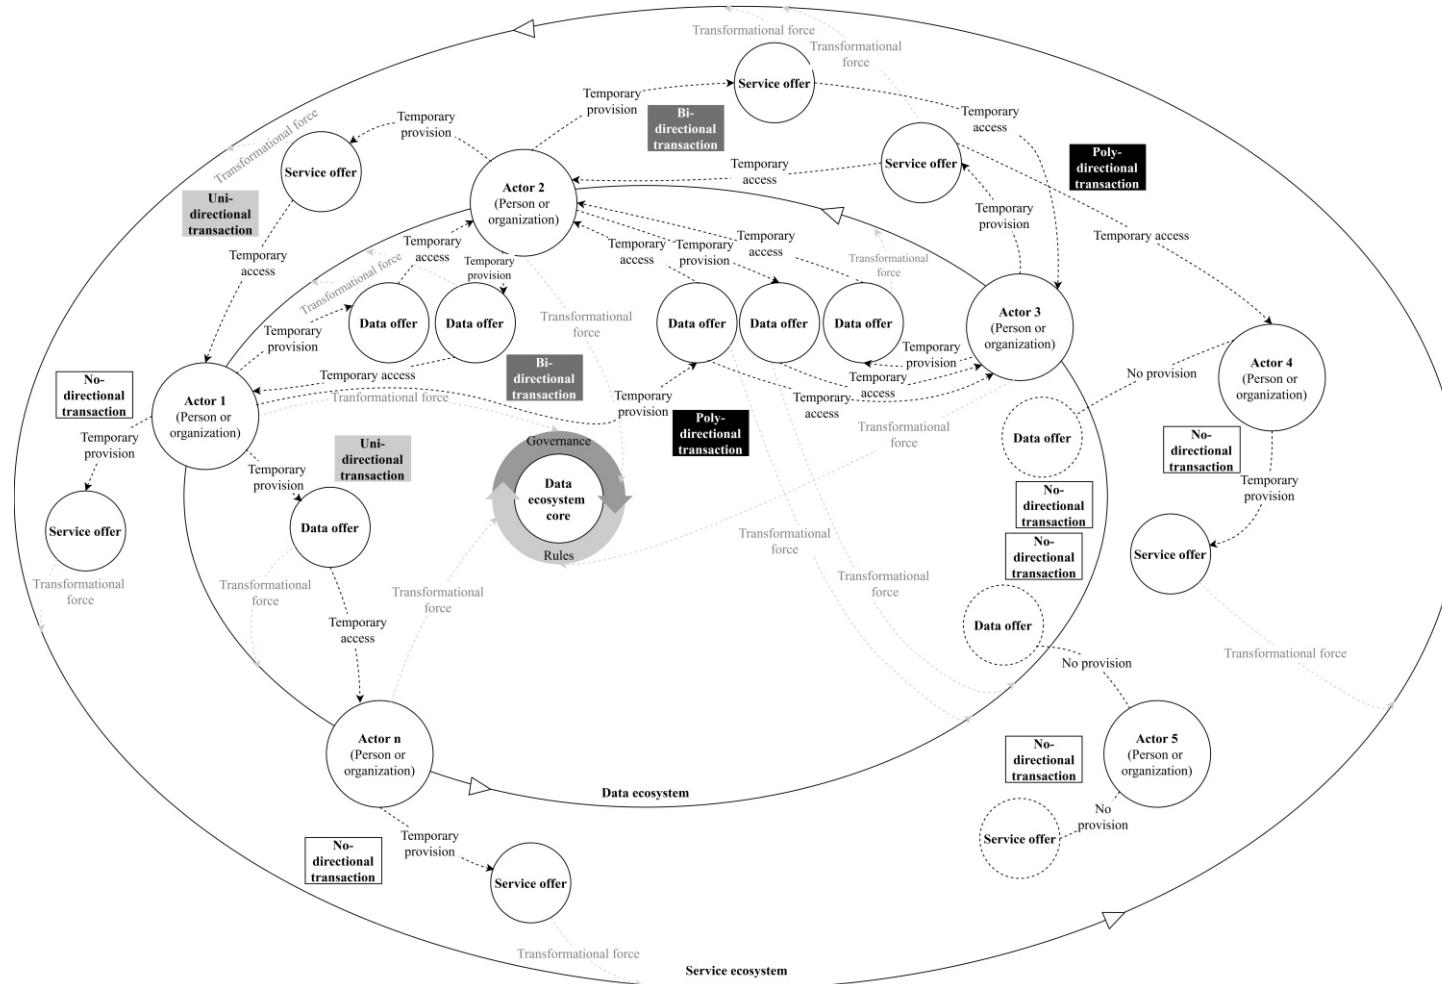 Transformational force
Transformational
force
Service offer
Temporary
provision
Bi-
directional
transaction
Temporary
access
Temporary
provision
Transformational force
Service offer
Service offer
Temporary
access
Poly-
directional
transaction
Actor 2
(Person or
organization)
Uni-
directional
transaction
Temporary
provision
Temporary access
Temporary
access
Temporary
access
Temporary
provision
Temporary
access
Temporary
provision
Temporary
access
Transformational
force
Transformational force
Data offer
Data offer
Transformational
force
Data offer
Data offer
Data offer
Actor 3
(Person or
organization)
Temporary
provision
Temporary
provision
Temporary access
Bi-
directional
transaction
Temporary
access
Temporary
access
Temporary
provision
Actor 4
(Person or
organization)
No provision
No-
directional
transaction
Actor 1
(Person or
organization)
Tranformational force
Poly-
directional
transaction
Transformational
force
Data offer
No-
directional
transaction
Temporary
provision
Uni-
directional
transaction
Temporary
provision
Governance
Data
ecosystem
core
Rules
Temporary
provision
No-
directional
transaction
No-
directional
transaction
Service offer
Data offer
Transformational
force
Service offer
Transformational
force
Transformational
force
Transformational
force
Transformational
force
Temporary
access
Data offer
No provision
Transformational force
Actor n
(Person or
organization)
Actor 5
(Person or
organization)
No-
directional
transaction
Data ecosystem
No
provision
Service offer
No-
directional
transaction
Temporary
provision
Service offer
Transformational force
Service ecosystem